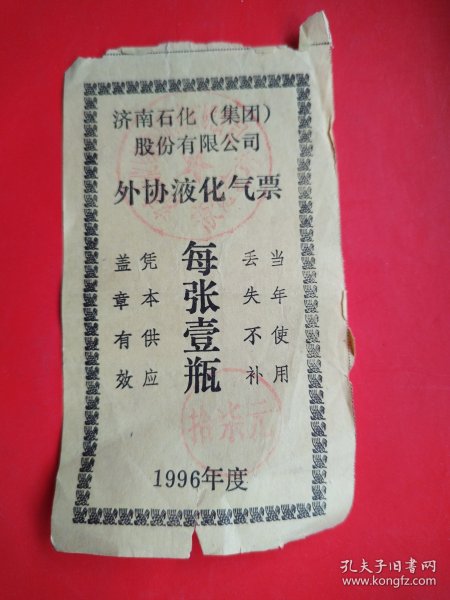 济南石化（集团）
股份有限公司
外协液化气票
当年使用
丢失不补
每张壹瓶
凭本供应
盖章有效
1996年度
孔夫子旧书网
www.kongfz.com